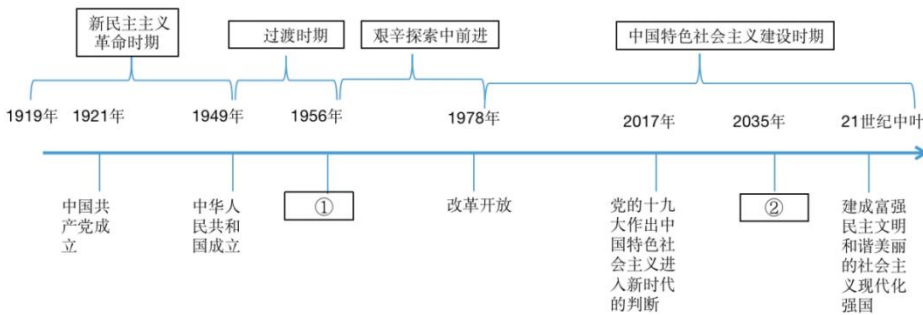 新民主主义
革命时期
过渡时期
艰辛探索中前进
中国特色社会主义建设时期
1919年
1921年
1949年
1956年
1978年
2017年
2035年
21世纪中叶
中国共
产党成
立
中华人
民共和
国成立
①
改革开放
党的十九
大作出中
国特色社
会主义进
入新时代
的判断
②
建成富强
民主文明
和谐美丽
的社会主
义现代化
强国